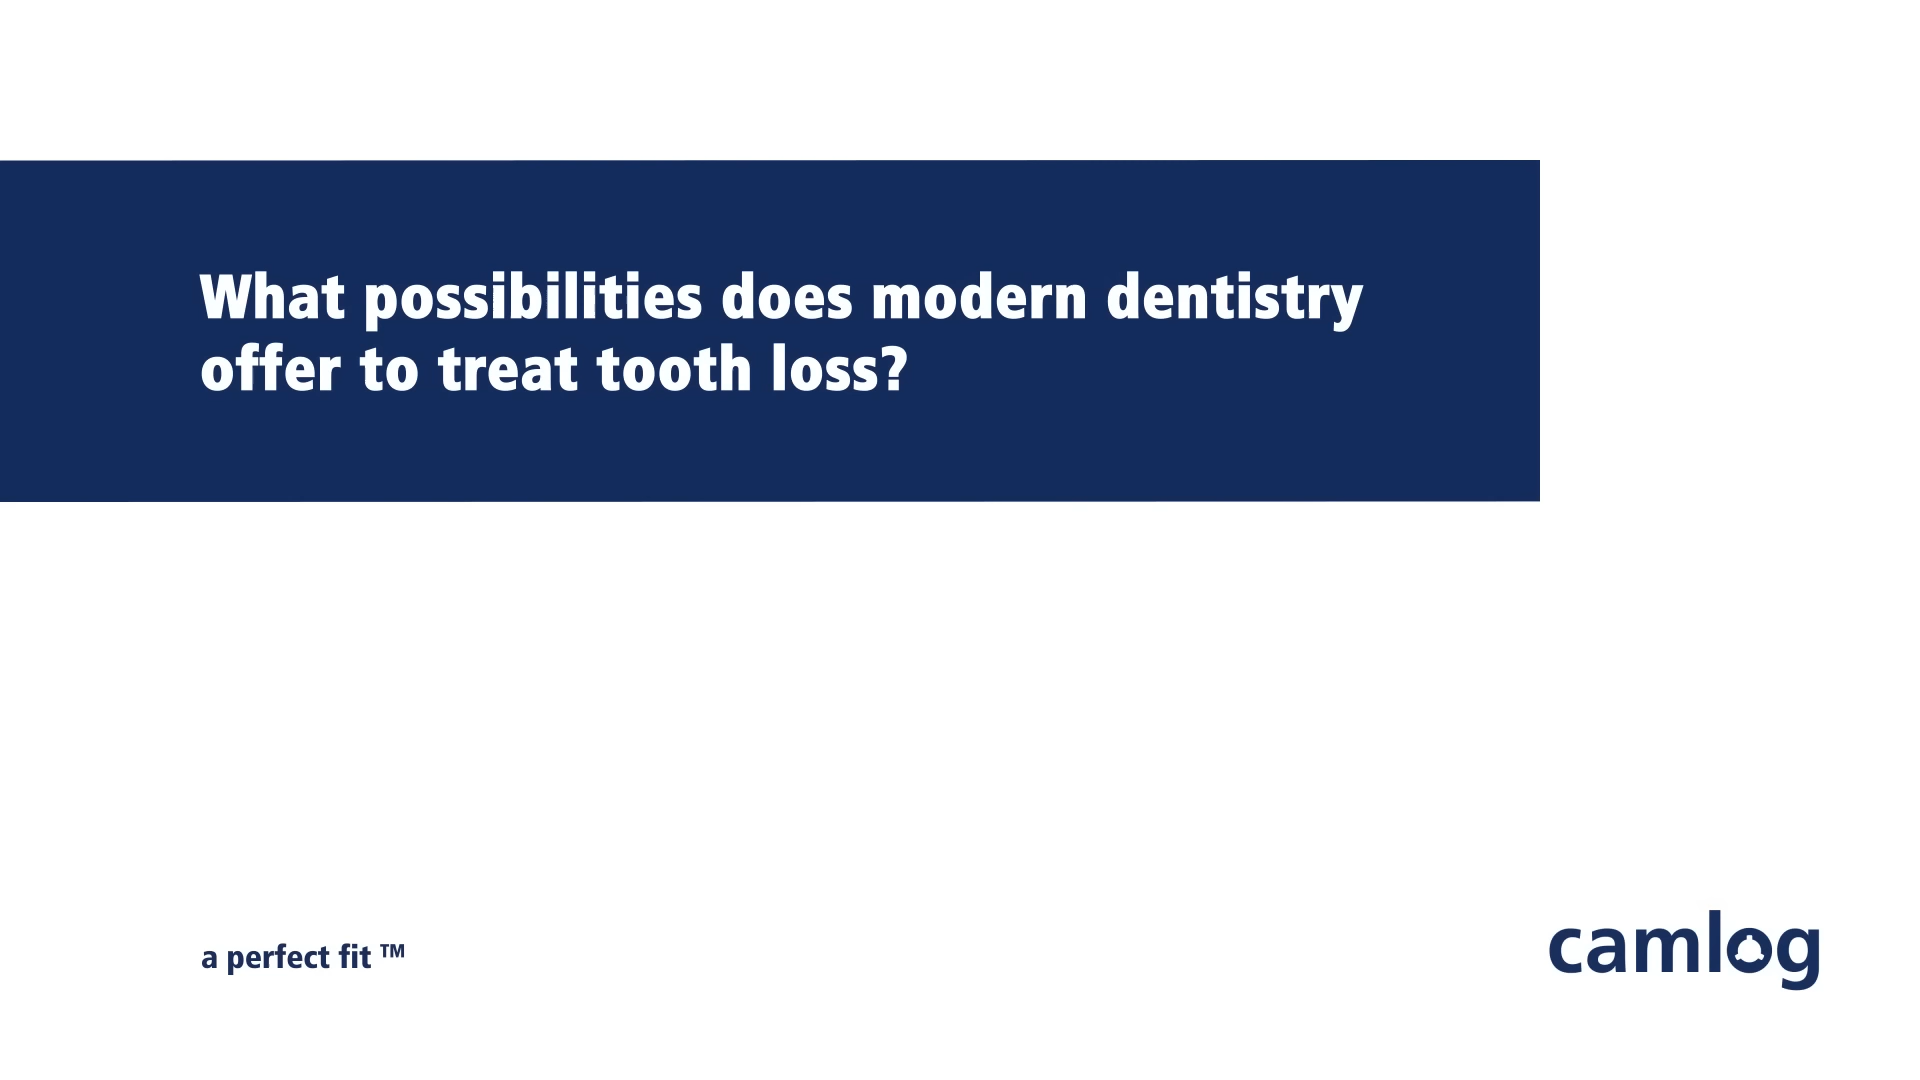 What possibilities does modern dentistry
offer to treat tooth loss?
a perfect fit ™
camlog